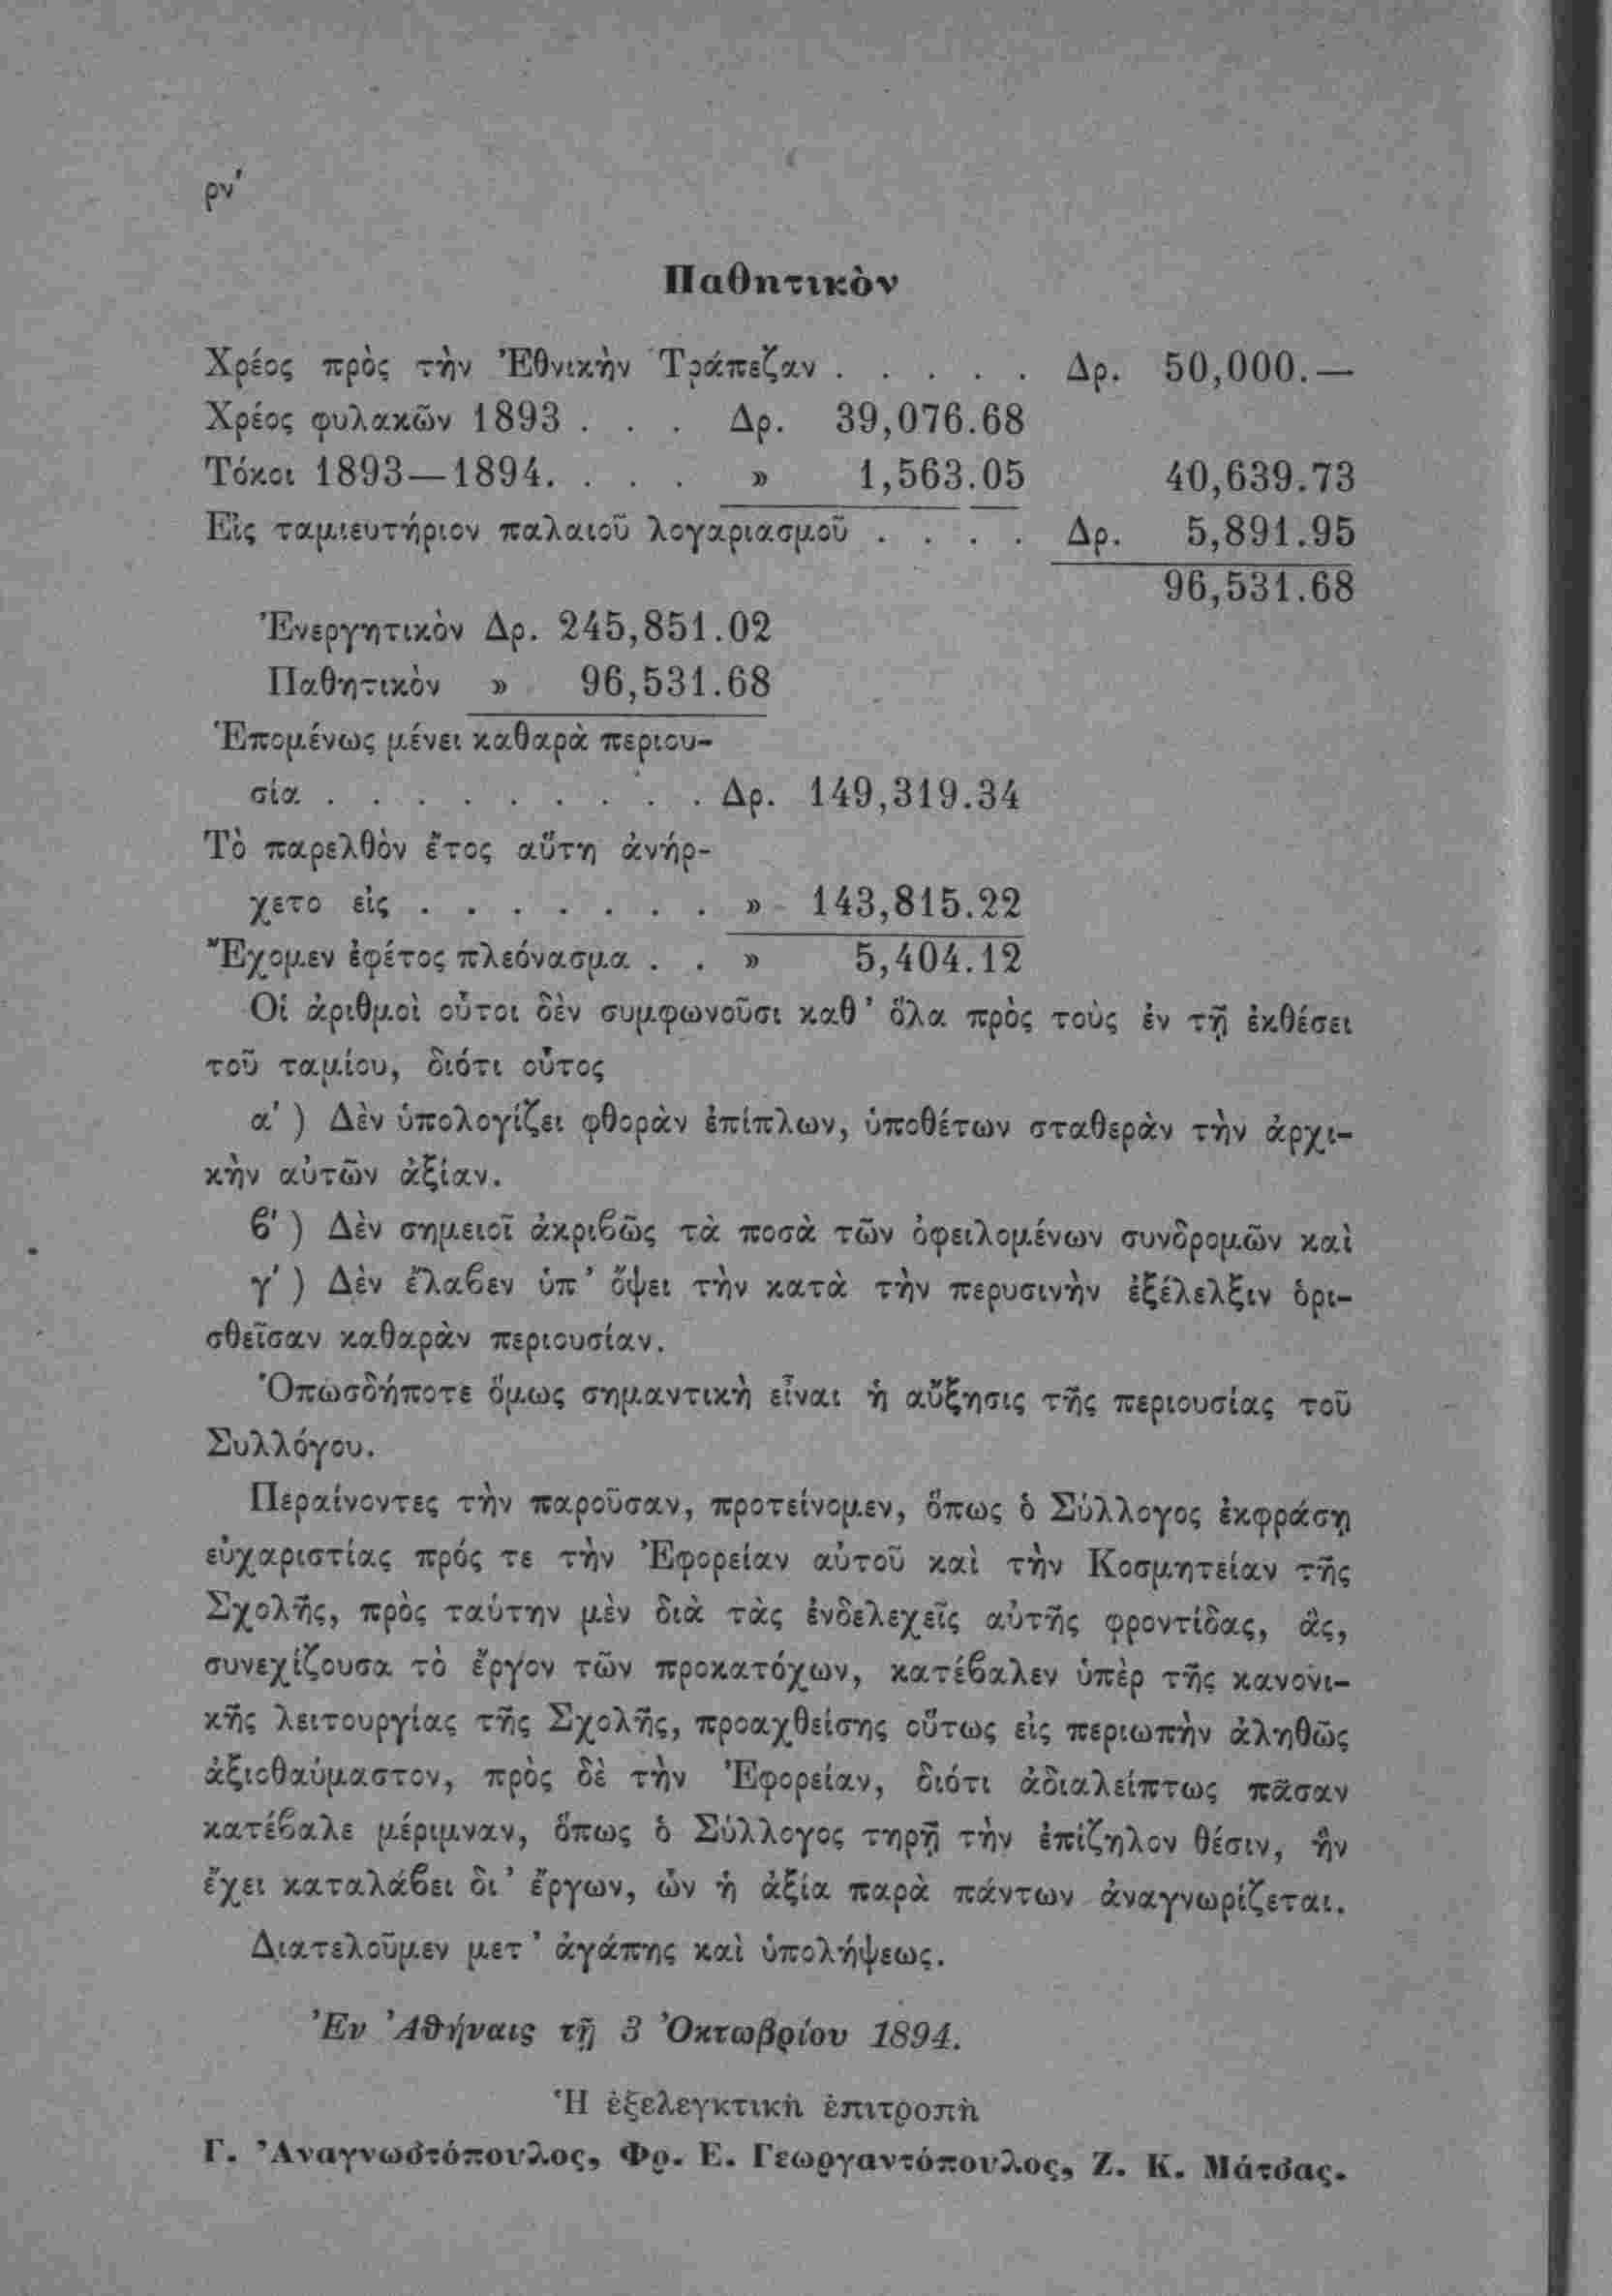 ρν'
Παθητικὸν
Χρέος πρὸς τὴν Ἐθνικὴν Τράπεζαν . . . . . Δρ. 50,000.—
Χρέος φυλακῶν 1893 . . . Δρ. 39,076.68
Τόκοι 1893—1894. . . . » 1,563.05 40,639.73
Εἰς ταμιευτήριον παλαιοῦ λογαριασμοῦ . . . . Δρ. 5,891.95
96,531.68
Ἐνεργητικὸν Δρ. 245,851.02
Παθητικὸν » 96,531.68
Ἑπομένως μένει καθαρὰ περιου-
σία . . . . . . . . . Δρ. 149,319.34
Τὸ παρελθὸν ἔτος αὕτη ἀνήρ-
χετο εἰς . . . . . . . » 143,815.22
Ἔχομεν ἐφέτος πλεόνασμα . . » 5,404.12
Οἱ ἀριθμοὶ οὗτοι δὲν συμφωνοῦσι καθ' ὅλα πρὸς τοὺς ἐν τῇ ἐκθέσει
τοῦ ταμίου, διότι οὗτος
α') Δὲν ὑπολογίζει φθορὰν ἐπίπλων, ὑποθέτων σταθερὰν τὴν ἀρχι-
κὴν αὐτῶν ἀξίαν.
ϐ') Δὲν σημειοῖ ἀκριϐῶς τὰ ποσὰ τῶν ὀφειλομένων συνδρομῶν καὶ
γ') Δὲν ἔλαϐεν ὑπ' ὄψει τὴν κατὰ τὴν περυσινὴν ἐξέλελξιν ὁρι-
σθεῖσαν καθαρὰν περιουσίαν.
Ὁπωσδήποτε ὅμως σημαντικὴ εἶναι ἡ αὔξησις τῆς περιουσίας τοῦ
Συλλόγου.
Περαίνοντες τὴν παροῦσαν, προτείνομεν, ὅπως ὁ Σύλλογος ἐκφράσῃ
εὐχαριστίας πρός τε τὴν Ἐφορείαν αὐτοῦ καὶ τὴν Κοσμητείαν τῆς
Σχολῆς, πρὸς ταύτην μὲν διὰ τὰς ἐνδελεχεῖς αὐτῆς φροντίδας, ἃς,
συνεχίζουσα τὸ ἔργον τῶν προκατόχων, κατέϐαλεν ὑπὲρ τῆς κανονι-
κῆς λειτουργίας τῆς Σχολῆς, προαχθείσης οὕτως εἰς περιωπὴν ἀληθῶς
ἀξιοθαύμαστον, πρὸς δὲ τὴν Ἐφορείαν, διότι ἀδιαλείπτως πᾶσαν
κατέϐαλε μέριμναν, ὅπως ὁ Σύλλογος τηρῇ τὴν ἐπίζηλον θέσιν, ἣν
ἔχει καταλάϐει δι' ἔργων, ὧν ἡ ἀξία παρὰ πάντων ἀναγνωρίζεται.
Διατελοῦμεν μετ' ἀγάπης καὶ ὑπολήψεως.
Ἐν Ἀθήναις τῇ 3 Ὀκτωβρίου 1894.
Ἡ ἐξελεγκτικὴ ἐπιτροπὴ
Γ. Ἀναγνωστόπουλος, Φρ. Ε. Γεωργαντόπουλος, Ζ. Κ. Μάτσας.